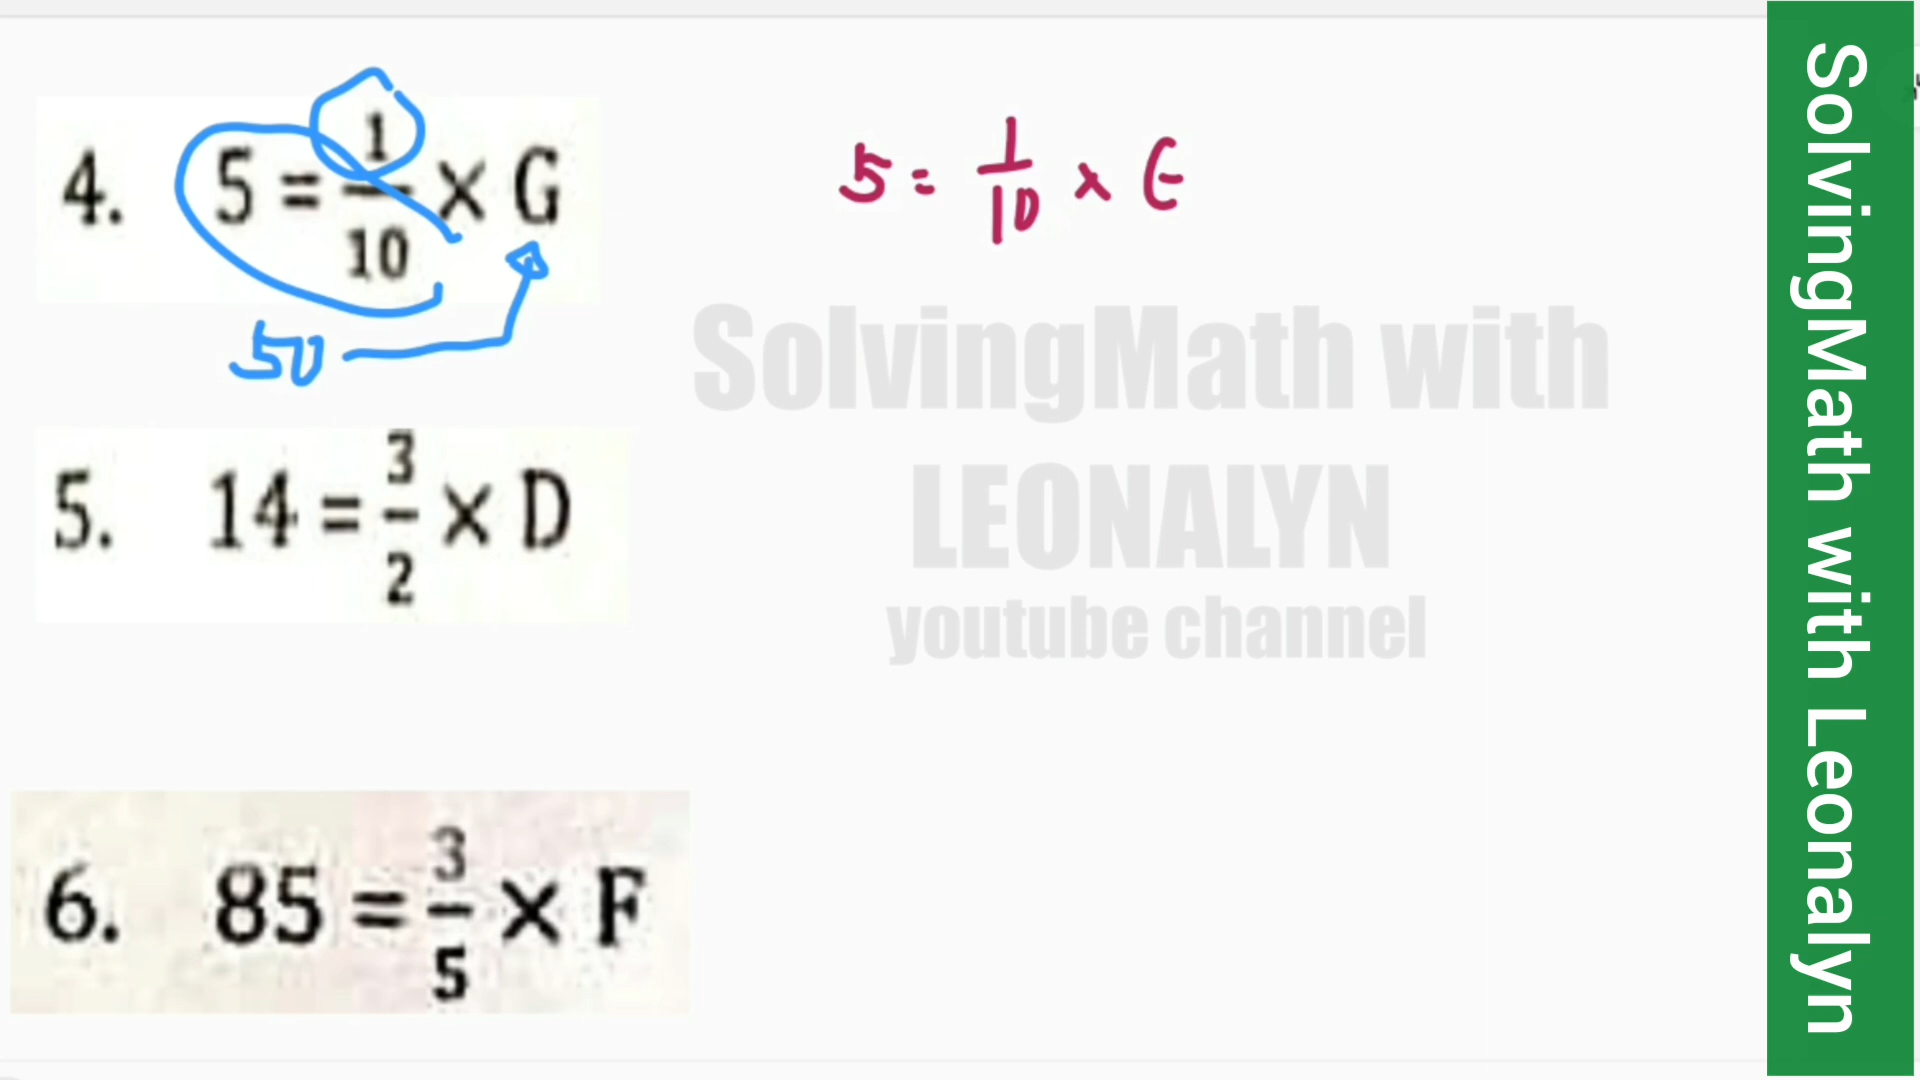 4. 5 = 1/10 × G
50
5 = 1/10 × G
5. 14 = 3/2 × D
6. 85 = 3/5 × F
SolvingMath with
LEONALYN
youtube channel
SolvingMath with Leonalyn